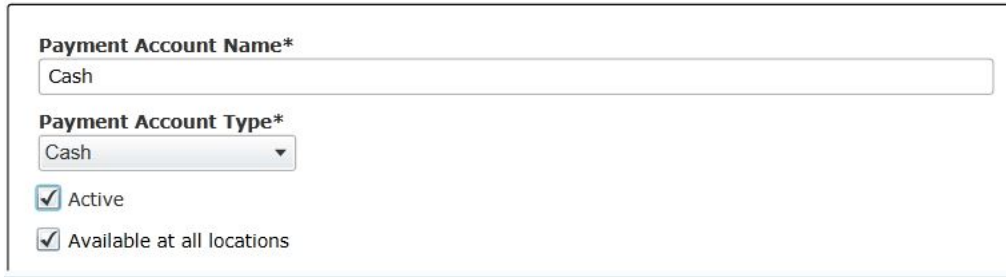 Payment Account Name*
Cash
Payment Account Type*
Cash
Active
Available at all locations